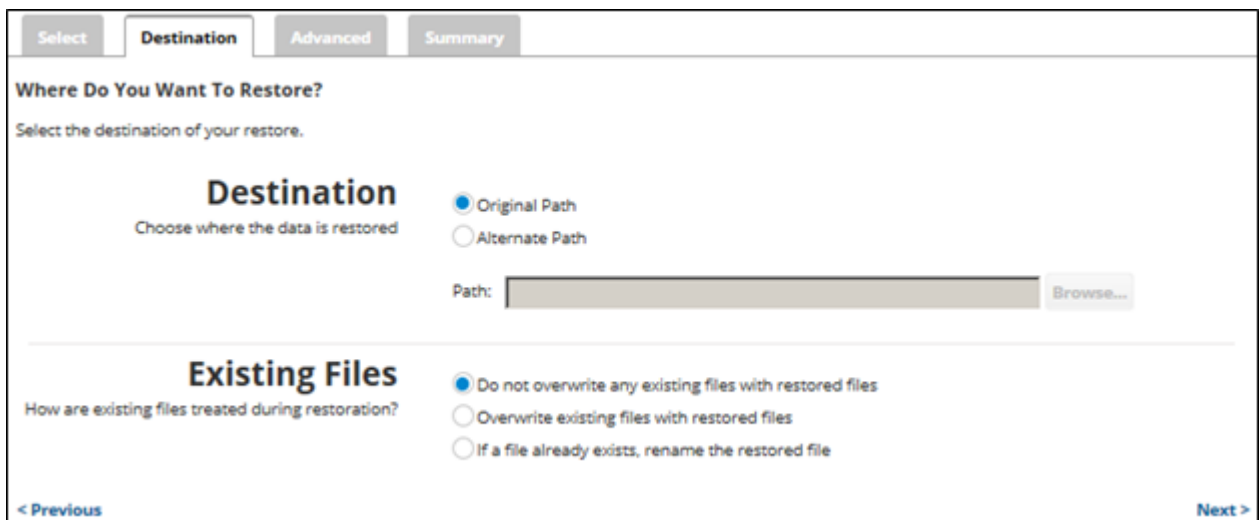 Select Destination Advanced Summary
Where Do You Want To Restore?
Select the destination of your restore.
Destination
Choose where the data is restored
Original Path
Alternate Path
Path: Browse...
Existing Files
How are existing files treated during restoration?
Do not overwrite any existing files with restored files
Overwrite existing files with restored files
If a file already exists, rename the restored file
< Previous Next >